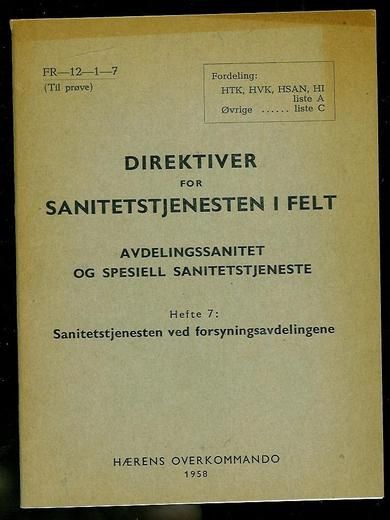 FR—12—1—7
(Til prøve)
Fordeling:
HTK, HVK, HSAN, HI
liste A
Øvrige ...... liste C
DIREKTIVER
FOR
SANITETSTJENESTEN I FELT
AVDELINGSSANITET
OG SPESIELL SANITETSTJENESTE
Hefte 7:
Sanitetstjenesten ved forsyningsavdelingene
HÆRENS OVERKOMMANDO
1958